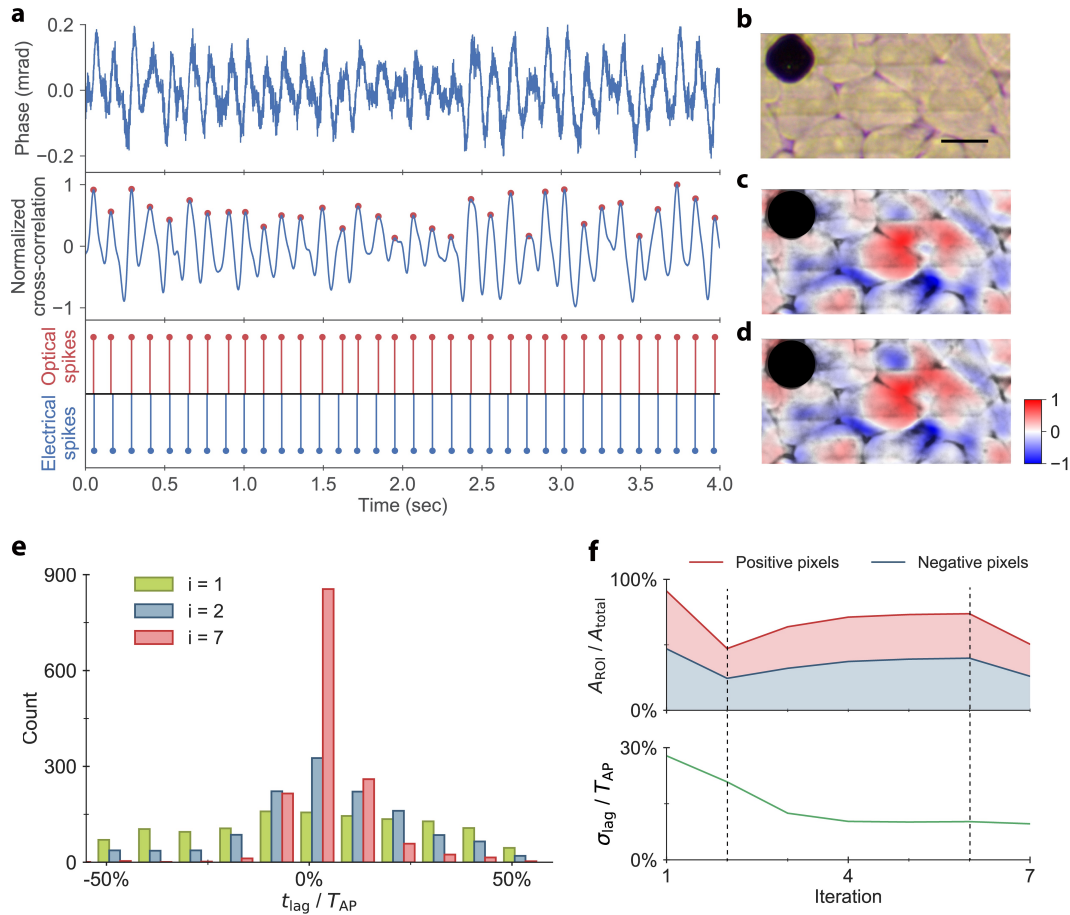 a
0.2
0.0
−0.2
Phase (mrad)
1
0
−1
Normalized
cross-correlation
Optical
spikes
Electrical
spikes
0.0 0.5 1.0 1.5 2.0 2.5 3.0 3.5 4.0
Time (sec)
b
c
d
1
0
−1
e
900
600
300
0
Count
i = 1
i = 2
i = 7
-50% 0% 50%
t_lag / T_AP
f
Positive pixels Negative pixels
100%
0%
A_ROI / A_total
30%
0%
σ_lag / T_AP
1 4 7
Iteration